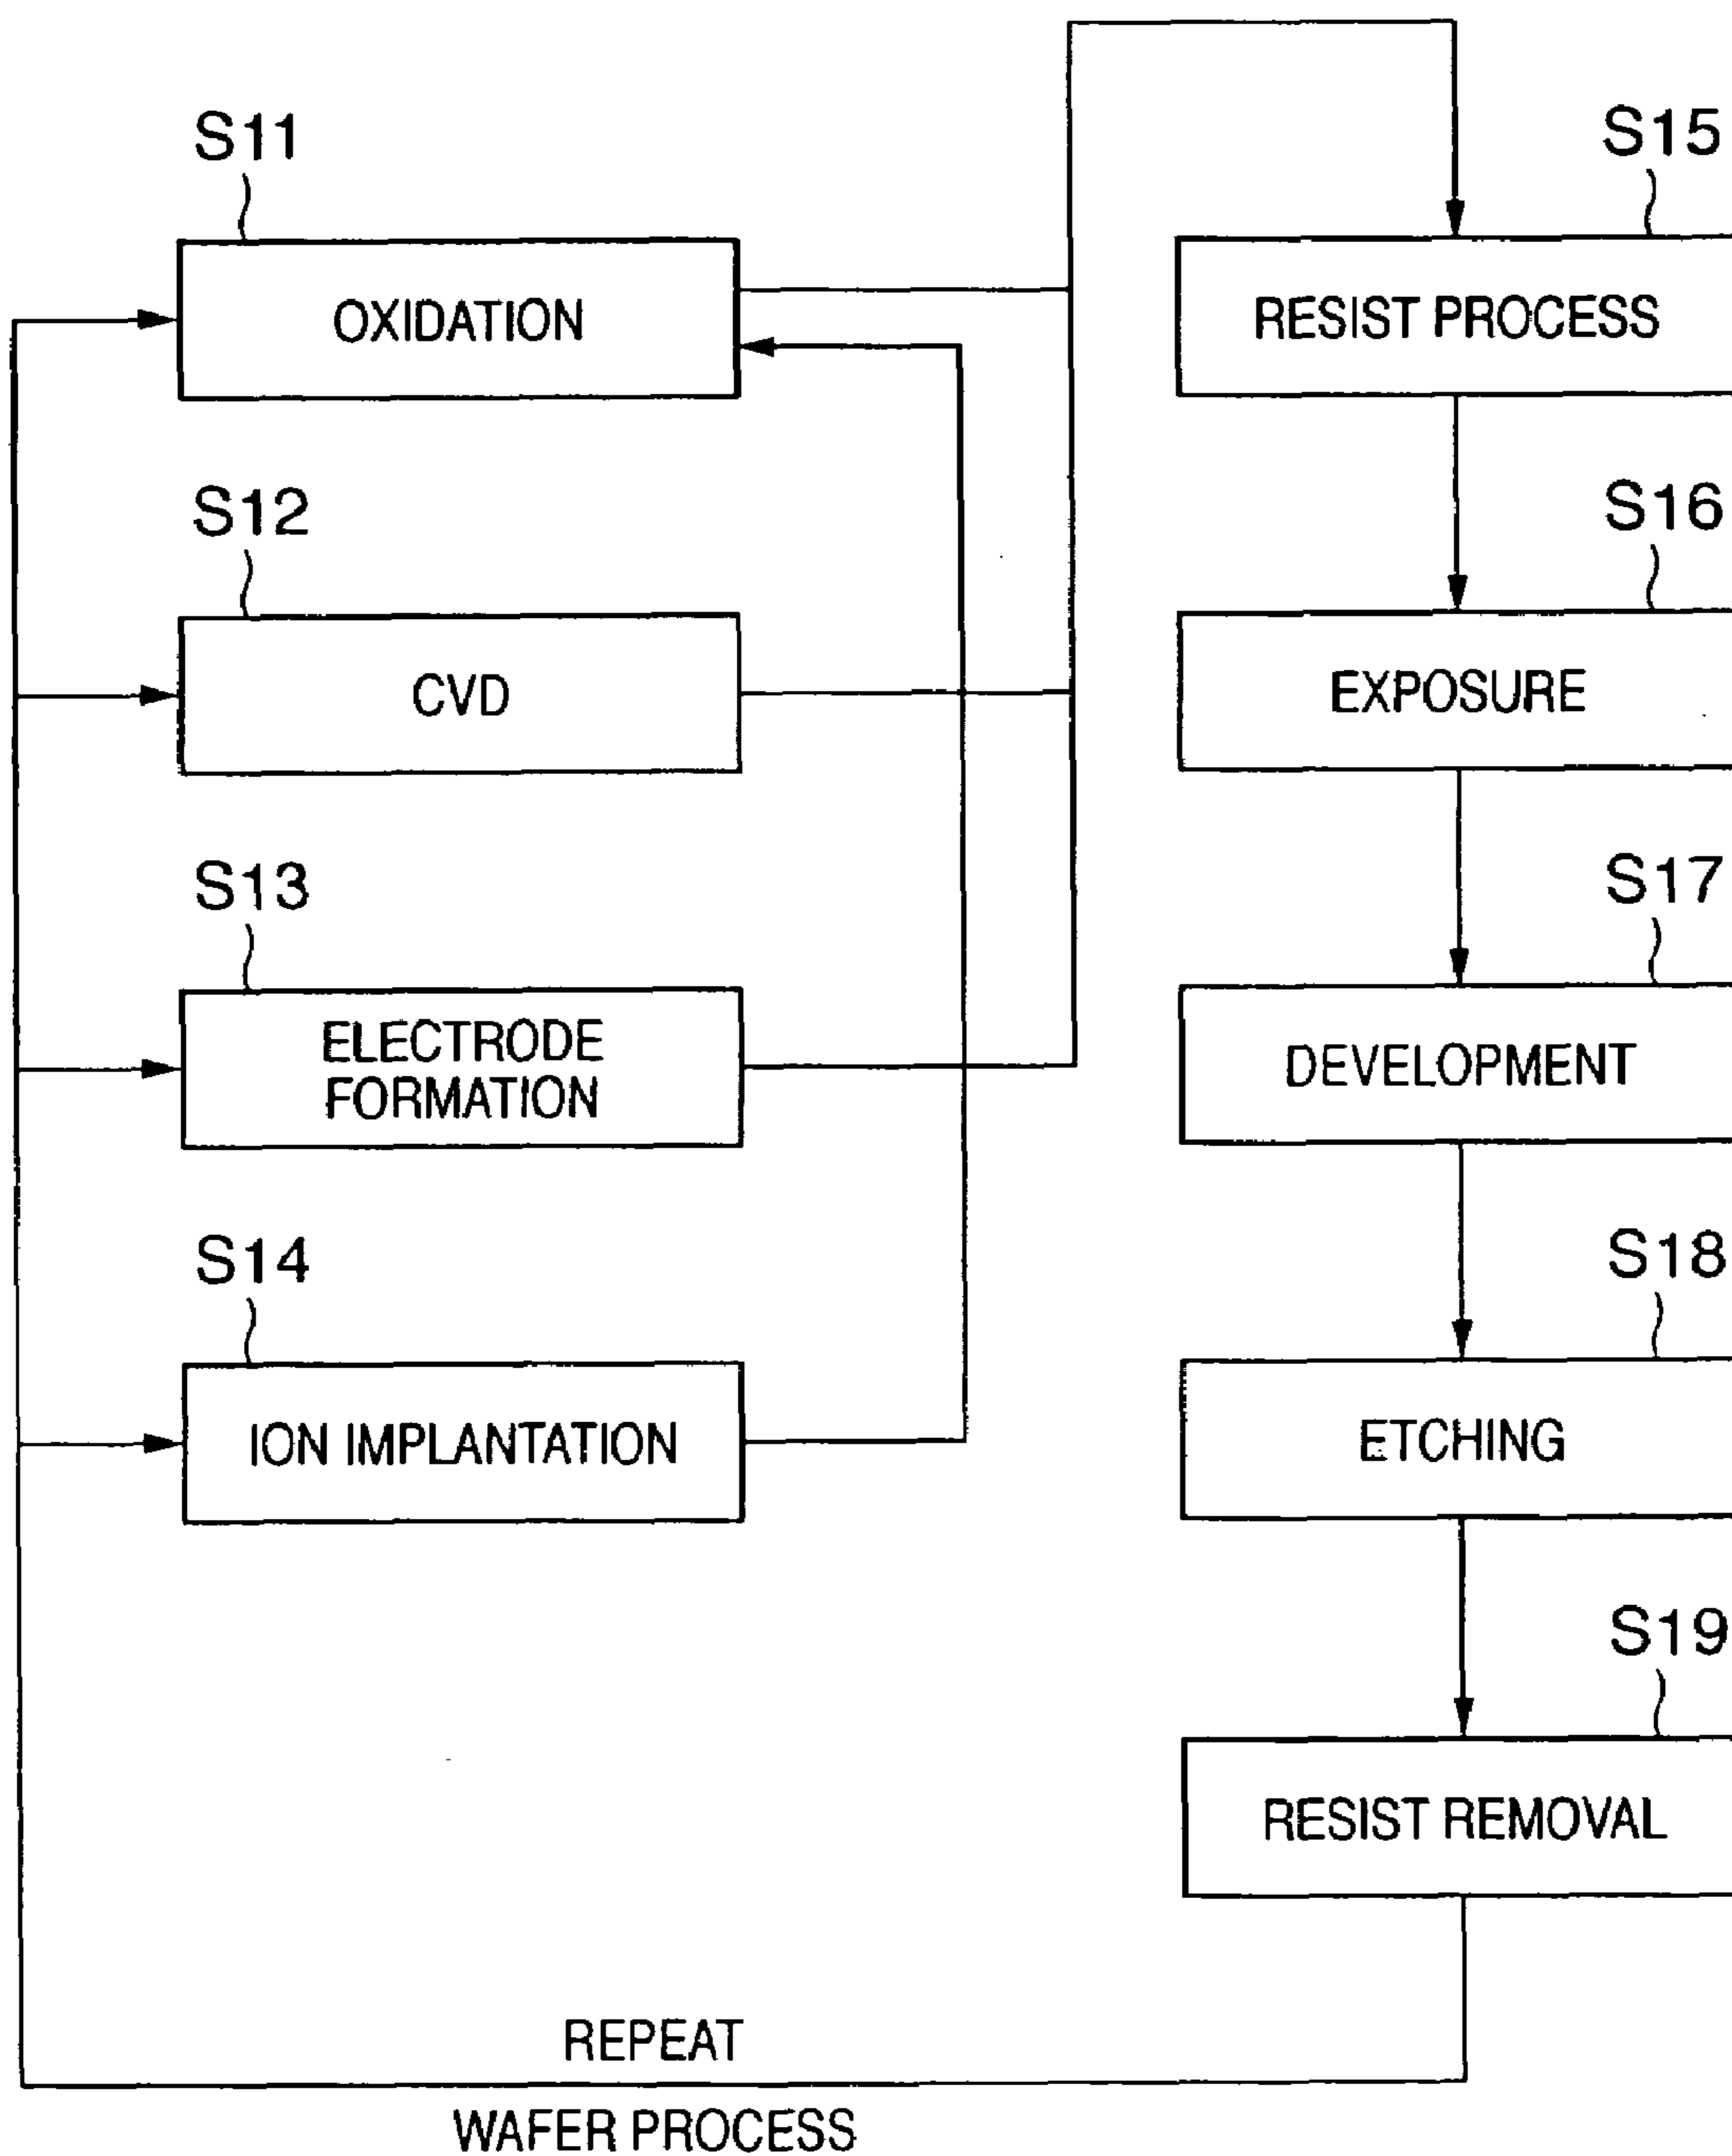 S11
OXIDATION
S12
CVD
S13
ELECTRODE
FORMATION
S14
ION IMPLANTATION
S15
RESIST PROCESS
S16
EXPOSURE
S17
DEVELOPMENT
S18
ETCHING
S19
RESIST REMOVAL
REPEAT
WAFER PROCESS